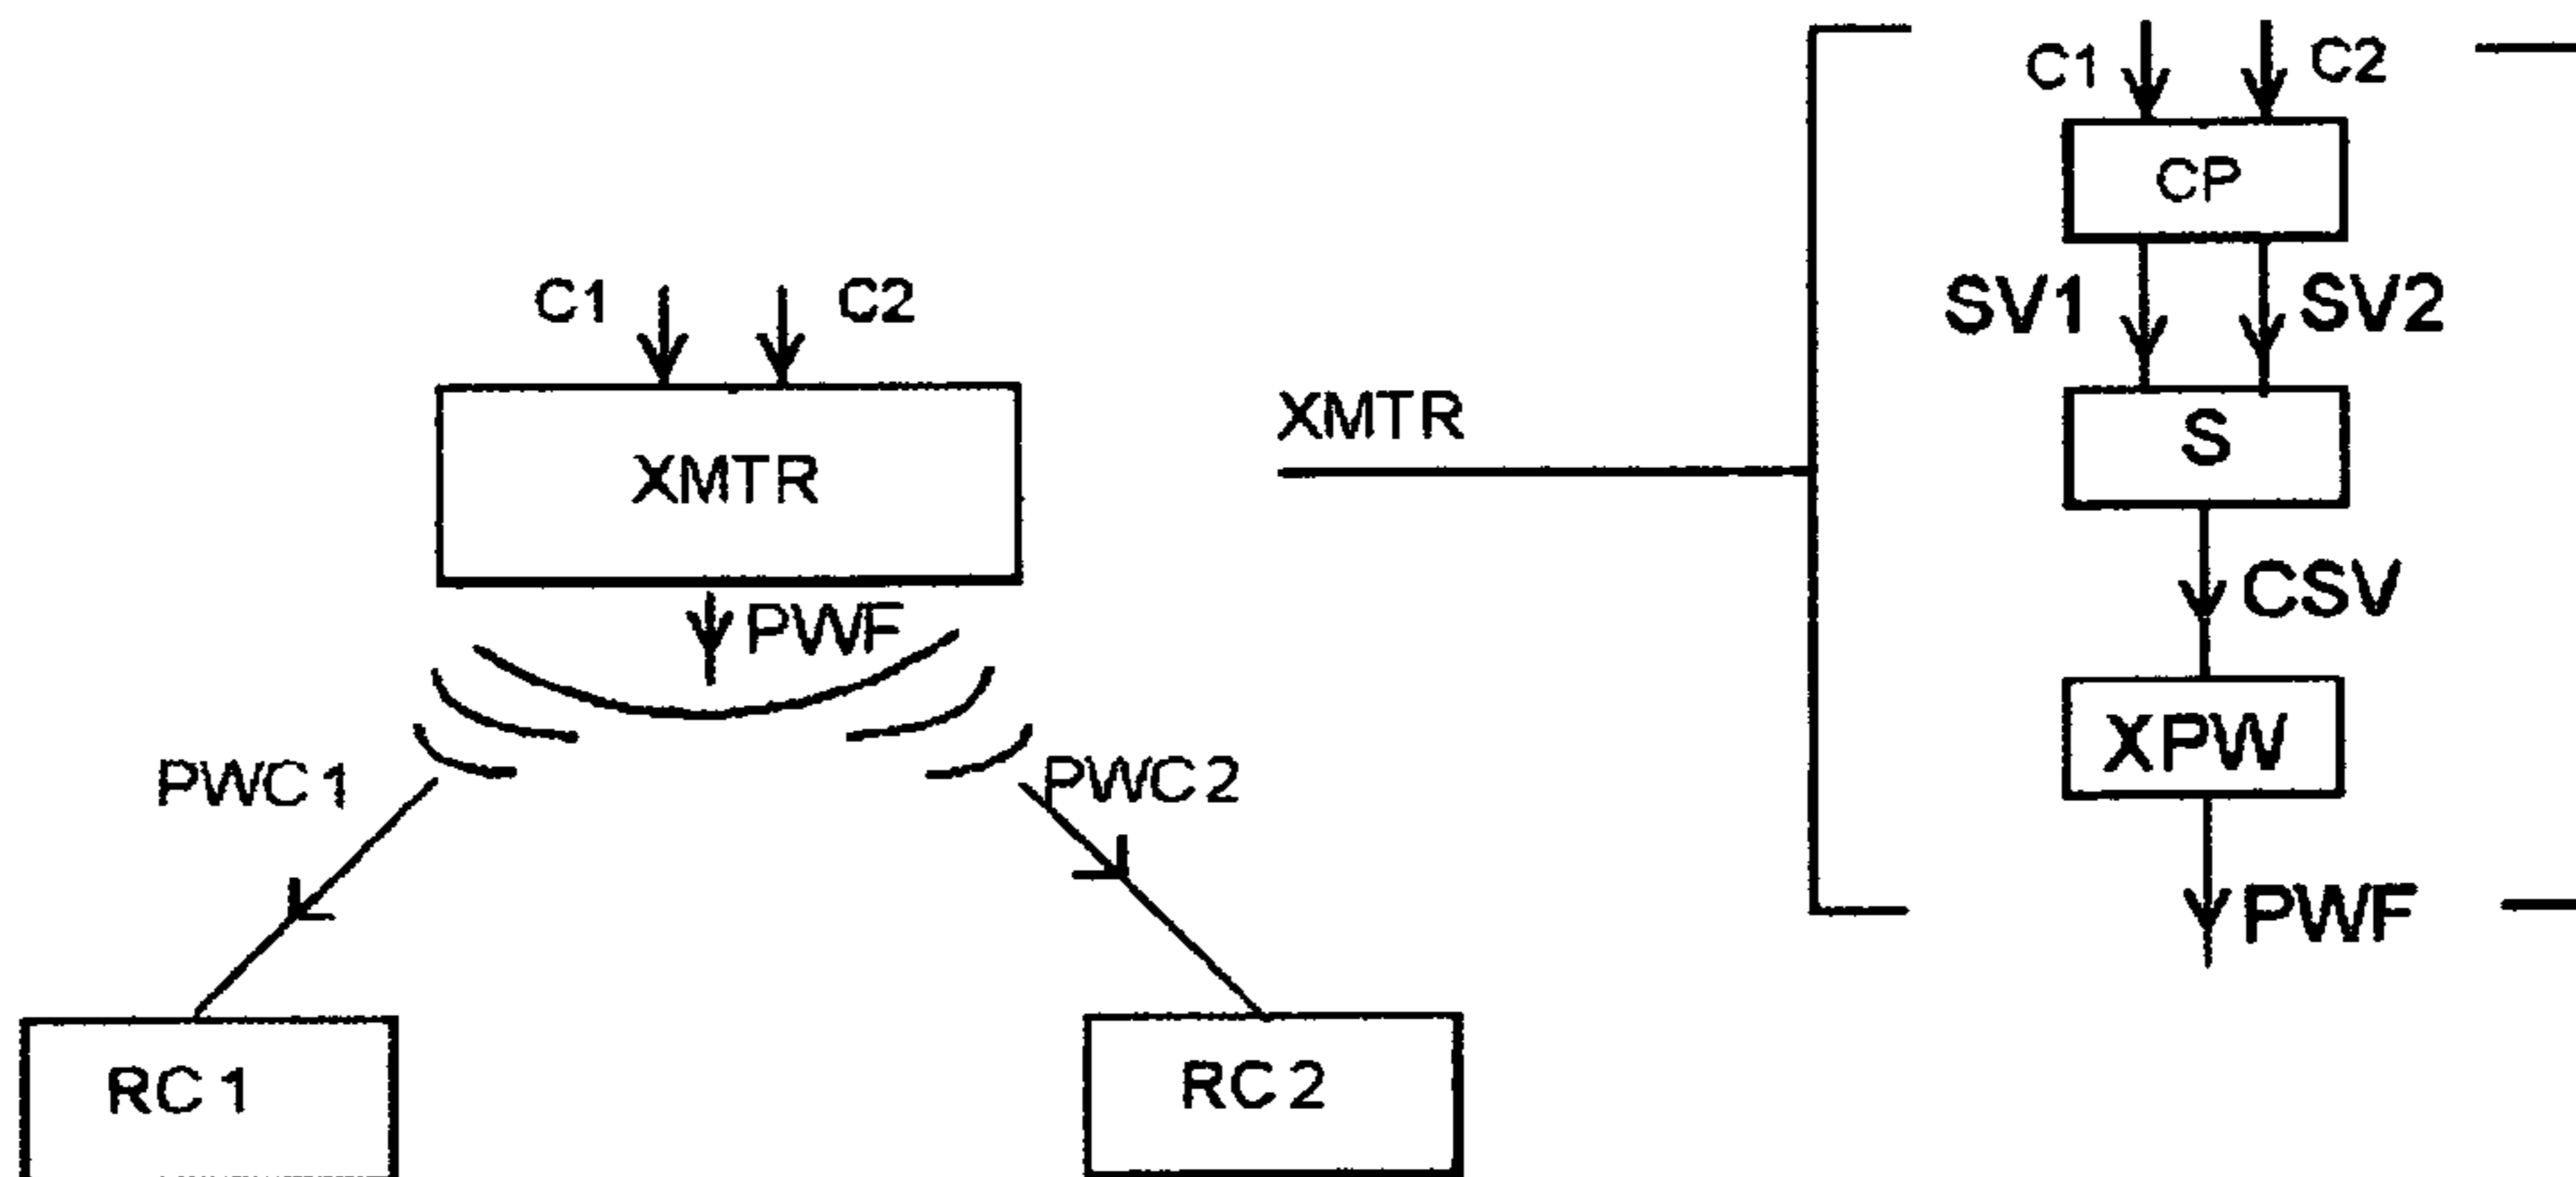 C1 C2
XMTR
PWF
PWC1 PWC2
RC1 RC2
XMTR
C1 C2
CP
SV1 SV2
S
CSV
XPW
PWF